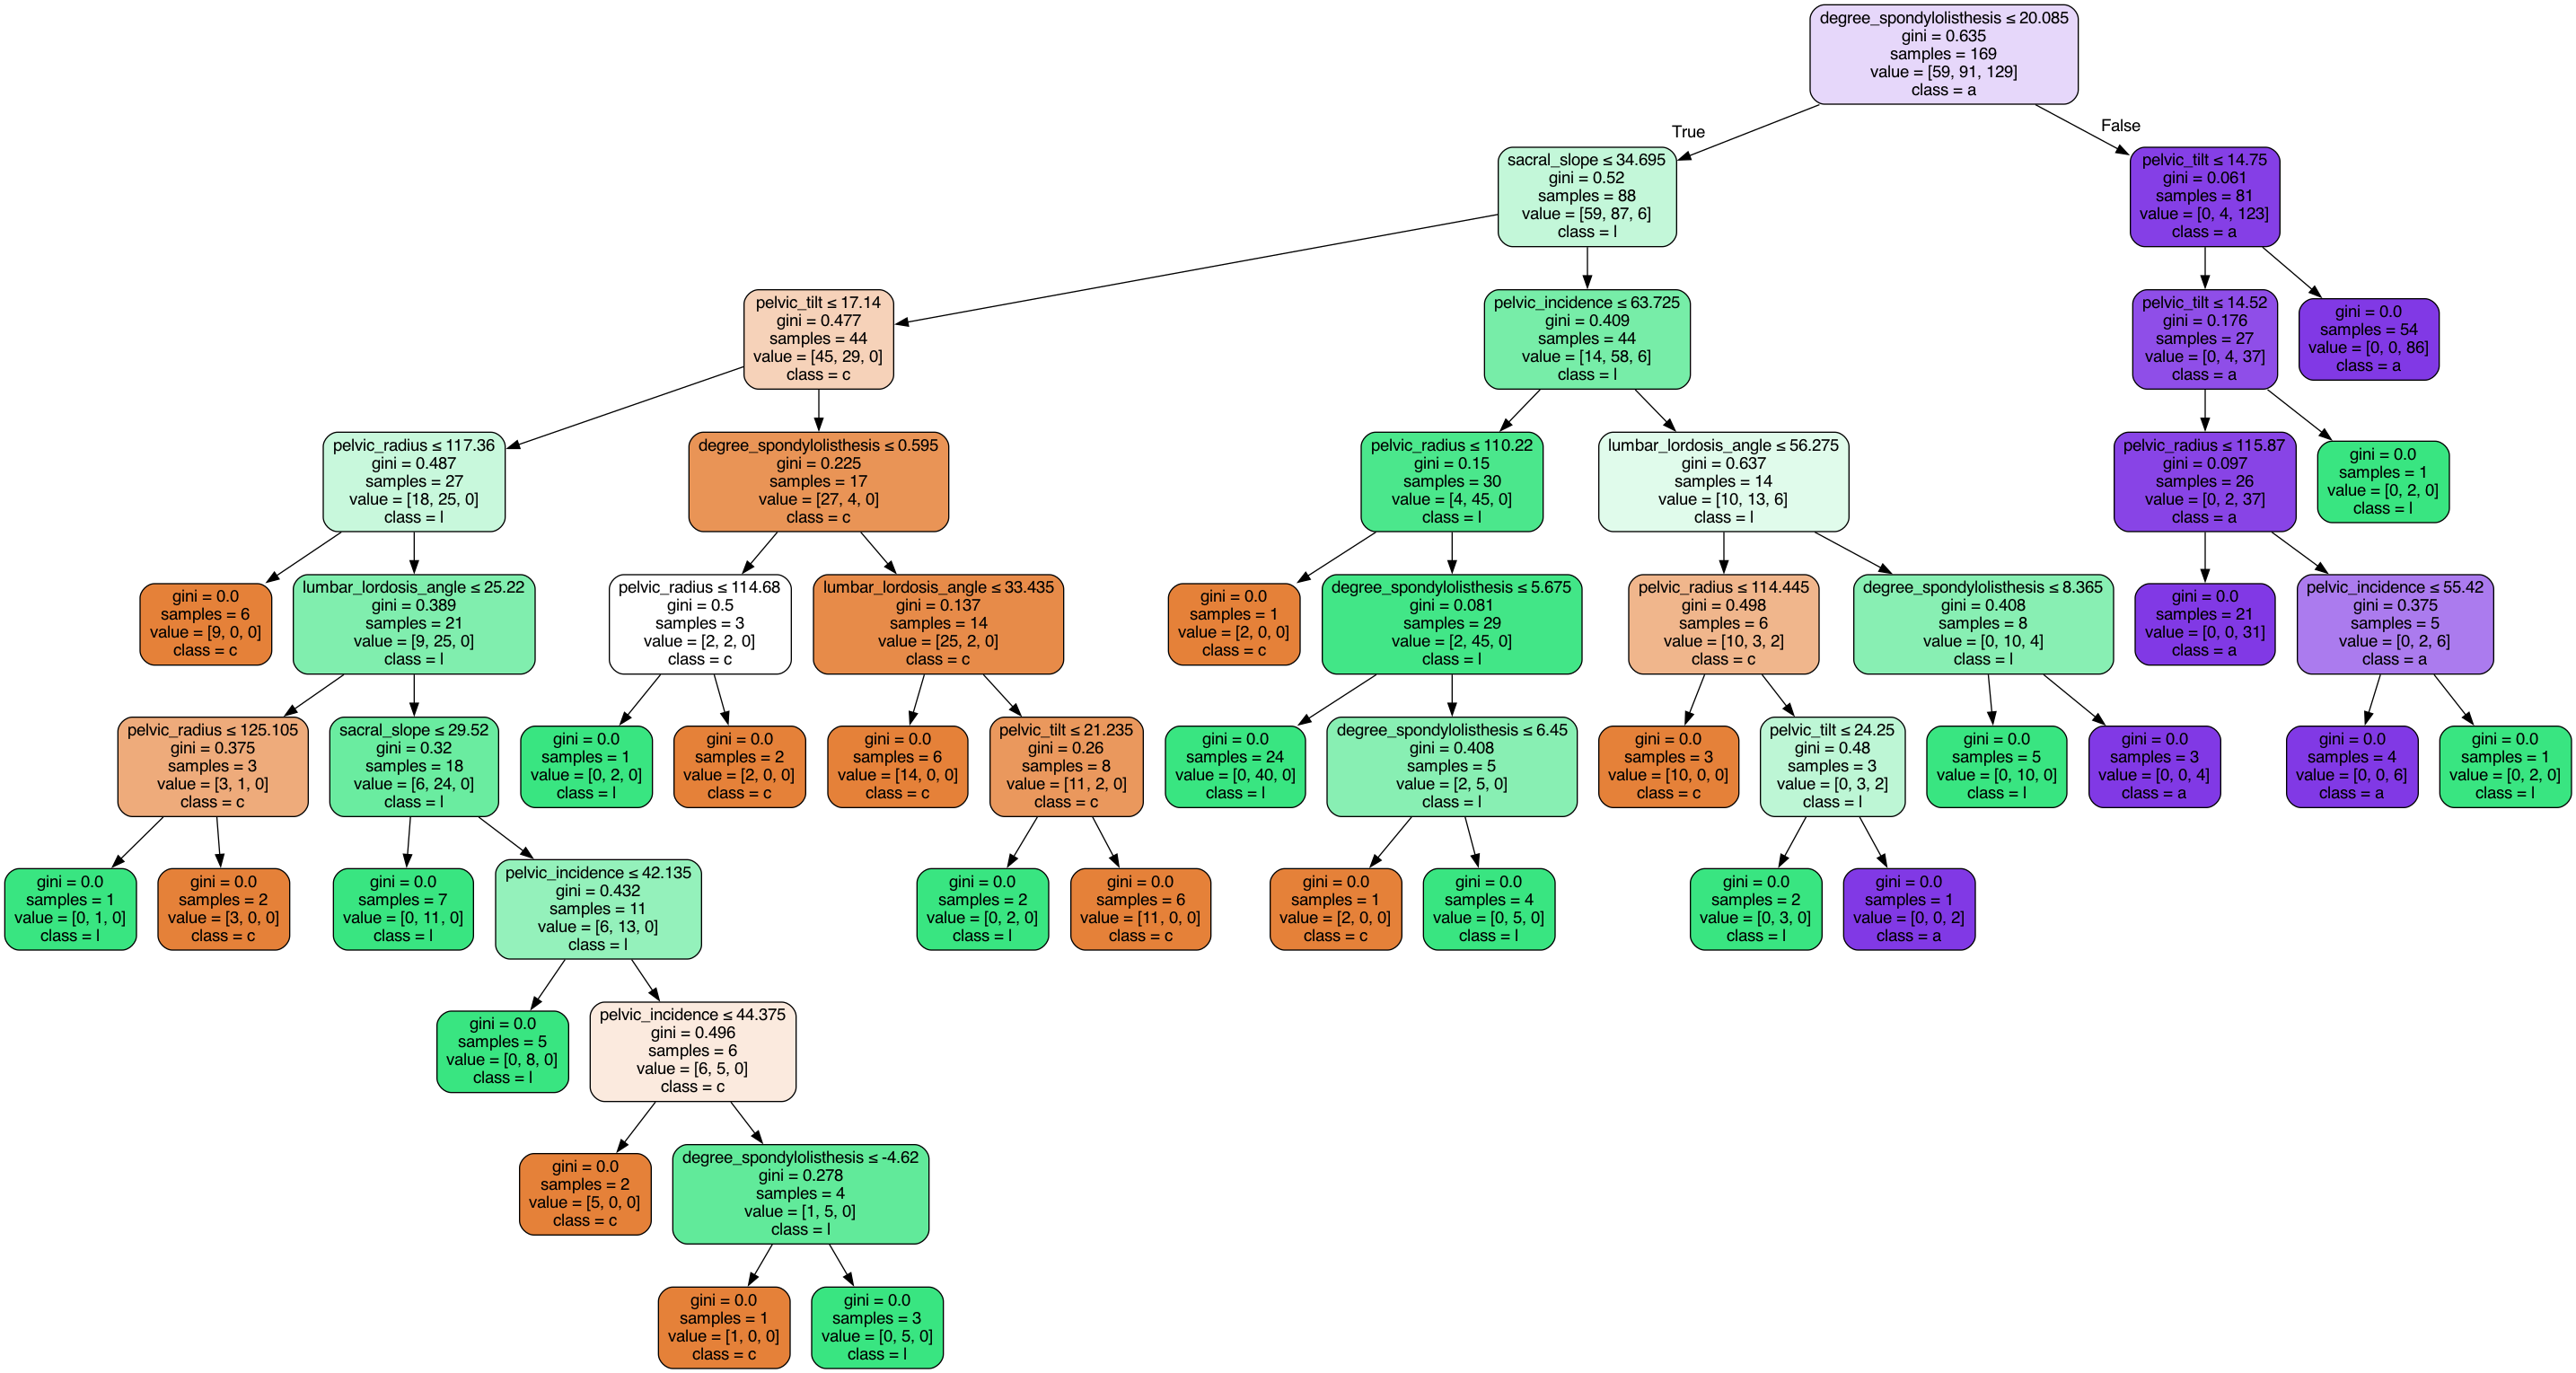 degree_spondylolisthesis ≤ 20.085
gini = 0.635
samples = 169
value = [59, 91, 129]
class = a
True
False
sacral_slope ≤ 34.695
gini = 0.52
samples = 88
value = [59, 87, 6]
class = l
pelvic_tilt ≤ 14.75
gini = 0.061
samples = 81
value = [0, 4, 123]
class = a
pelvic_tilt ≤ 17.14
gini = 0.477
samples = 44
value = [45, 29, 0]
class = c
pelvic_incidence ≤ 63.725
gini = 0.409
samples = 44
value = [14, 58, 6]
class = l
pelvic_tilt ≤ 14.52
gini = 0.176
samples = 27
value = [0, 4, 37]
class = a
gini = 0.0
samples = 54
value = [0, 0, 86]
class = a
pelvic_radius ≤ 117.36
gini = 0.487
samples = 27
value = [18, 25, 0]
class = l
degree_spondylolisthesis ≤ 0.595
gini = 0.225
samples = 17
value = [27, 4, 0]
class = c
pelvic_radius ≤ 110.22
gini = 0.15
samples = 30
value = [4, 45, 0]
class = l
lumbar_lordosis_angle ≤ 56.275
gini = 0.637
samples = 14
value = [10, 13, 6]
class = l
pelvic_radius ≤ 115.87
gini = 0.097
samples = 26
value = [0, 2, 37]
class = a
gini = 0.0
samples = 1
value = [0, 2, 0]
class = l
gini = 0.0
samples = 6
value = [9, 0, 0]
class = c
lumbar_lordosis_angle ≤ 25.22
gini = 0.389
samples = 21
value = [9, 25, 0]
class = l
pelvic_radius ≤ 114.68
gini = 0.5
samples = 3
value = [2, 2, 0]
class = c
lumbar_lordosis_angle ≤ 33.435
gini = 0.137
samples = 14
value = [25, 2, 0]
class = c
gini = 0.0
samples = 1
value = [2, 0, 0]
class = c
degree_spondylolisthesis ≤ 5.675
gini = 0.081
samples = 29
value = [2, 45, 0]
class = l
pelvic_radius ≤ 114.445
gini = 0.498
samples = 6
value = [10, 3, 2]
class = c
degree_spondylolisthesis ≤ 8.365
gini = 0.408
samples = 8
value = [0, 10, 4]
class = l
gini = 0.0
samples = 21
value = [0, 0, 31]
class = a
pelvic_incidence ≤ 55.42
gini = 0.375
samples = 5
value = [0, 2, 6]
class = a
pelvic_radius ≤ 125.105
gini = 0.375
samples = 3
value = [3, 1, 0]
class = c
sacral_slope ≤ 29.52
gini = 0.32
samples = 18
value = [6, 24, 0]
class = l
gini = 0.0
samples = 1
value = [0, 2, 0]
class = l
gini = 0.0
samples = 2
value = [2, 0, 0]
class = c
gini = 0.0
samples = 6
value = [14, 0, 0]
class = c
pelvic_tilt ≤ 21.235
gini = 0.26
samples = 8
value = [11, 2, 0]
class = c
gini = 0.0
samples = 24
value = [0, 40, 0]
class = l
degree_spondylolisthesis ≤ 6.45
gini = 0.408
samples = 5
value = [2, 5, 0]
class = l
gini = 0.0
samples = 3
value = [10, 0, 0]
class = c
pelvic_tilt ≤ 24.25
gini = 0.48
samples = 3
value = [0, 3, 2]
class = l
gini = 0.0
samples = 5
value = [0, 10, 0]
class = l
gini = 0.0
samples = 3
value = [0, 0, 4]
class = a
gini = 0.0
samples = 4
value = [0, 0, 6]
class = a
gini = 0.0
samples = 1
value = [0, 2, 0]
class = l
gini = 0.0
samples = 1
value = [0, 1, 0]
class = l
gini = 0.0
samples = 2
value = [3, 0, 0]
class = c
gini = 0.0
samples = 7
value = [0, 11, 0]
class = l
pelvic_incidence ≤ 42.135
gini = 0.432
samples = 11
value = [6, 13, 0]
class = l
gini = 0.0
samples = 2
value = [0, 2, 0]
class = l
gini = 0.0
samples = 6
value = [11, 0, 0]
class = c
gini = 0.0
samples = 1
value = [2, 0, 0]
class = c
gini = 0.0
samples = 4
value = [0, 5, 0]
class = l
gini = 0.0
samples = 2
value = [0, 3, 0]
class = l
gini = 0.0
samples = 1
value = [0, 0, 2]
class = a
gini = 0.0
samples = 5
value = [0, 8, 0]
class = l
pelvic_incidence ≤ 44.375
gini = 0.496
samples = 6
value = [6, 5, 0]
class = c
gini = 0.0
samples = 2
value = [5, 0, 0]
class = c
degree_spondylolisthesis ≤ -4.62
gini = 0.278
samples = 4
value = [1, 5, 0]
class = l
gini = 0.0
samples = 1
value = [1, 0, 0]
class = c
gini = 0.0
samples = 3
value = [0, 5, 0]
class = l